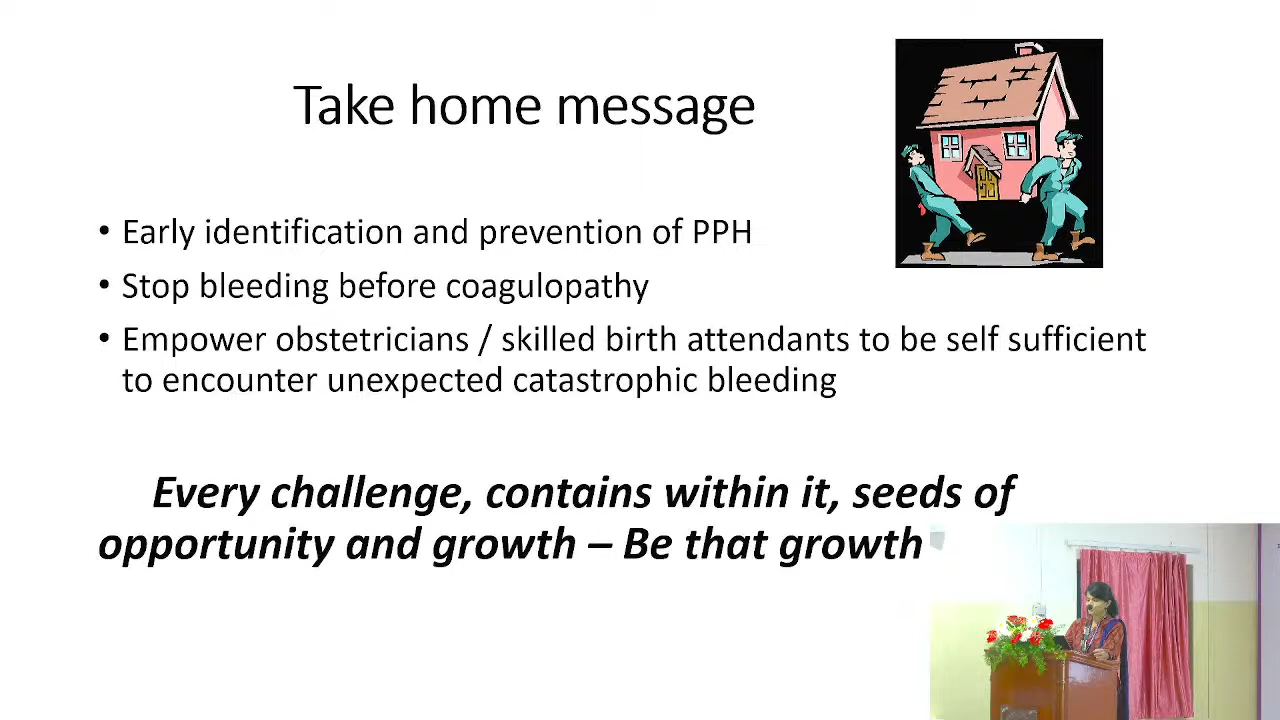 Take home message
• Early identification and prevention of PPH
• Stop bleeding before coagulopathy
• Empower obstetricians / skilled birth attendants to be self sufficient
to encounter unexpected catastrophic bleeding
Every challenge, contains within it, seeds of
opportunity and growth – Be that growth